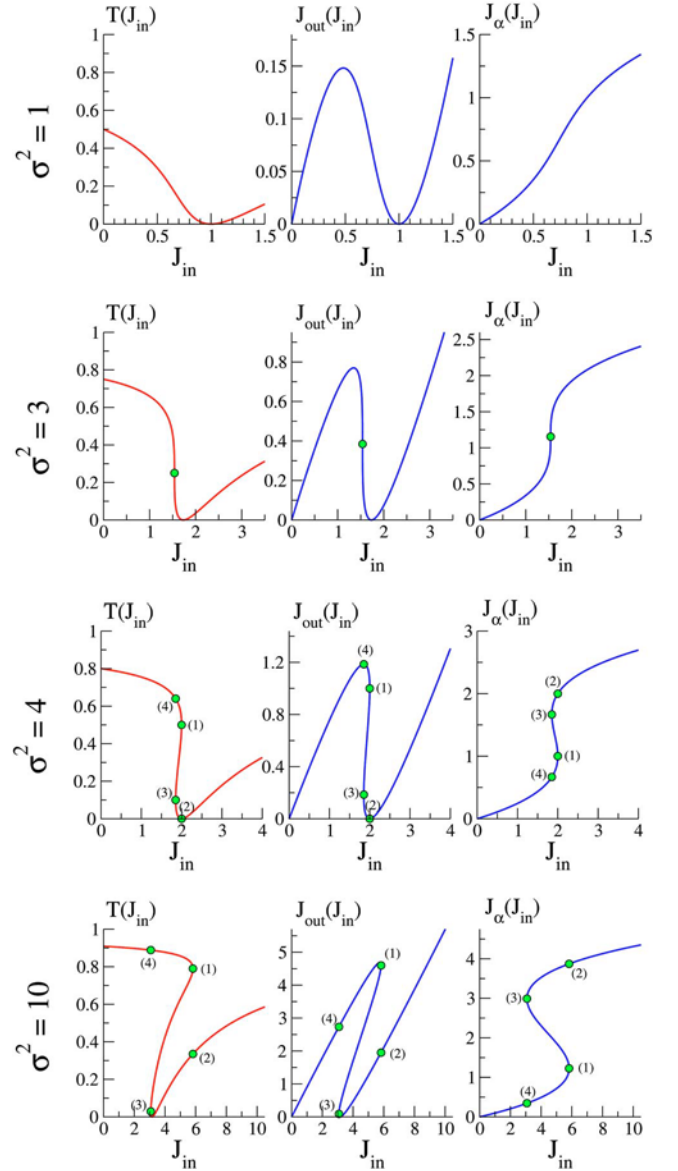 T(J_in) J_out(J_in) J_α(J_in)
σ² = 1
1
0.8
0.6
0.4
0.2
0
0 0.5 1 1.5
J_in
0.15
0.1
0.05
0
0 0.5 1 1.5
J_in
1.5
1
0.5
0
0 0.5 1 1.5
J_in
T(J_in) J_out(J_in) J_α(J_in)
σ² = 3
1
0.8
0.6
0.4
0.2
0
0 1 2 3
J_in
0.8
0.6
0.4
0.2
0
0 1 2 3
J_in
2.5
2
1.5
1
0.5
0
0 1 2 3
J_in
T(J_in) J_out(J_in) J_α(J_in)
σ² = 4
1
0.8
0.6
0.4
0.2
0
(4)
(1)
(3)
(2)
0 1 2 3 4
J_in
1.2
0.8
0.4
0
(4)
(1)
(3)
(2)
0 1 2 3 4
J_in
3
2
1
0
(2)
(3)
(1)
(4)
0 1 2 3 4
J_in
T(J_in) J_out(J_in) J_α(J_in)
σ² = 10
1
0.8
0.6
0.4
0.2
0
(4)
(1)
(2)
(3)
0 2 4 6 8 10
J_in
5
4
3
2
1
0
(1)
(4)
(2)
(3)
0 2 4 6 8 10
J_in
4
3
2
1
0
(2)
(3)
(1)
(4)
0 2 4 6 8 10
J_in